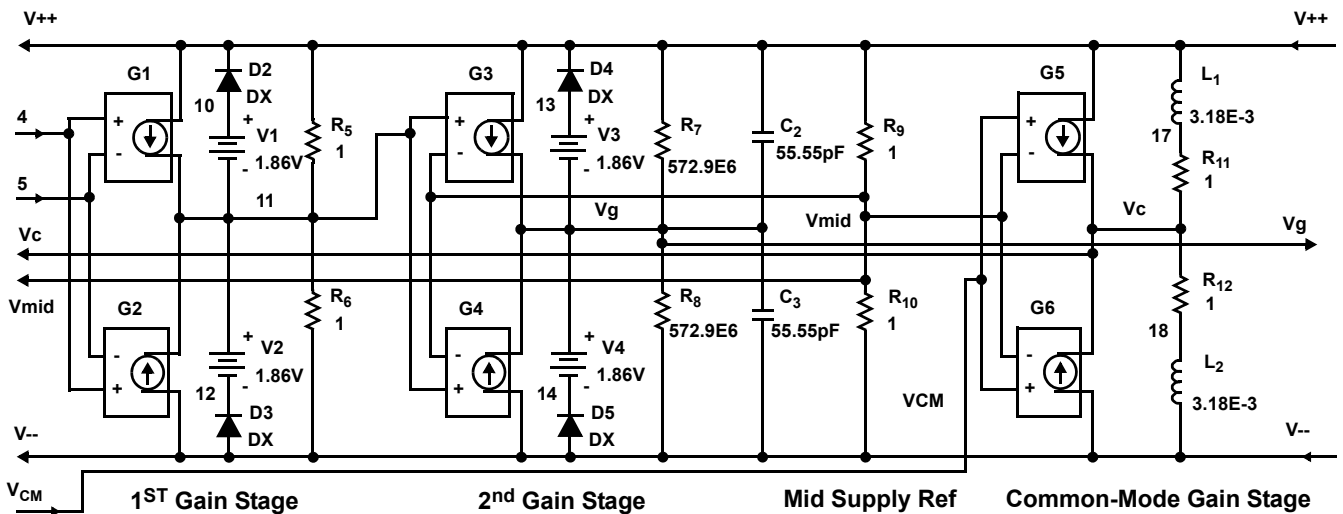 V++
V++
G1
D2
DX
G3
D4
DX
G5
L1
3.18E-3
4
10
+
V1
1.86V
-
R5
1
13
+
V3
1.86V
-
R7
572.9E6
C2
55.55pF
R9
1
17
R11
1
+
-
+
-
+
-
5
11
Vg
Vmid
Vc
Vg
Vc
Vmid
G2
R6
1
G4
R8
572.9E6
C3
55.55pF
R10
1
G6
R12
1
18
-
+
+
V2
1.86V
-
12
-
+
+
V4
1.86V
-
14
-
+
L2
3.18E-3
D3
DX
D5
DX
VCM
V--
V--
VCM
1ST Gain Stage
2nd Gain Stage
Mid Supply Ref
Common-Mode Gain Stage